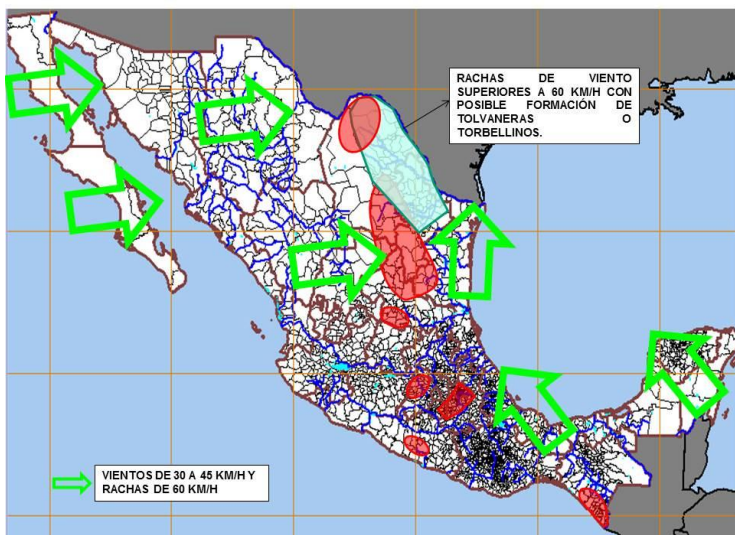 RACHAS DE VIENTO
SUPERIORES A 60 KM/H CON
POSIBLE FORMACIÓN DE
TOLVANERAS O
TORBELLINOS.
VIENTOS DE 30 A 45 KM/H Y
RACHAS DE 60 KM/H